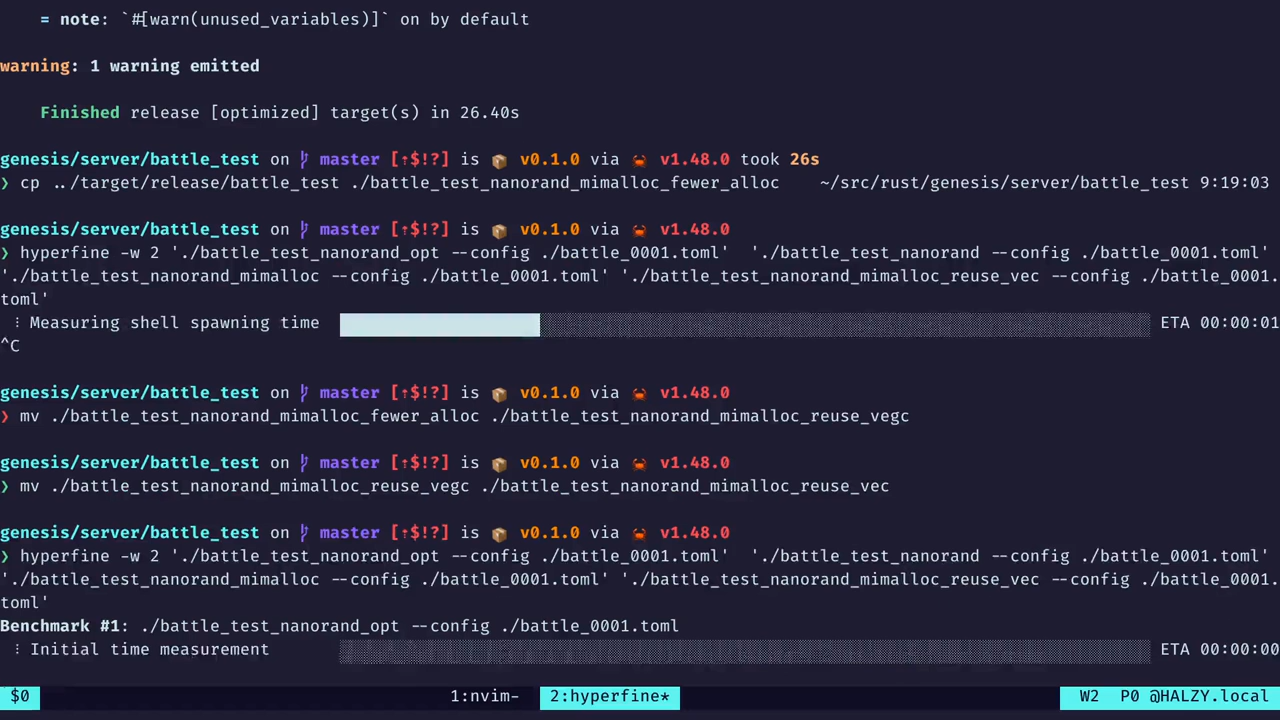 = note: `#[warn(unused_variables)]` on by default
warning: 1 warning emitted
Finished release [optimized] target(s) in 26.40s
genesis/server/battle_test on master [↑$!?] is 📦 v0.1.0 via 🦀 v1.48.0 took 26s
❯ cp ../target/release/battle_test ./battle_test_nanorand_mimalloc_fewer_alloc ~/src/rust/genesis/server/battle_test 9:19:03
genesis/server/battle_test on master [↑$!?] is 📦 v0.1.0 via 🦀 v1.48.0
❯ hyperfine -w 2 './battle_test_nanorand_opt --config ./battle_0001.toml' './battle_test_nanorand --config ./battle_0001.toml'
'./battle_test_nanorand_mimalloc --config ./battle_0001.toml' './battle_test_nanorand_mimalloc_reuse_vec --config ./battle_0001.
toml'
⠸ Measuring shell spawning time ETA 00:00:01
^C
genesis/server/battle_test on master [↑$!?] is 📦 v0.1.0 via 🦀 v1.48.0
❯ mv ./battle_test_nanorand_mimalloc_fewer_alloc ./battle_test_nanorand_mimalloc_reuse_vegc
genesis/server/battle_test on master [↑$!?] is 📦 v0.1.0 via 🦀 v1.48.0
❯ mv ./battle_test_nanorand_mimalloc_reuse_vegc ./battle_test_nanorand_mimalloc_reuse_vec
genesis/server/battle_test on master [↑$!?] is 📦 v0.1.0 via 🦀 v1.48.0
❯ hyperfine -w 2 './battle_test_nanorand_opt --config ./battle_0001.toml' './battle_test_nanorand --config ./battle_0001.toml'
'./battle_test_nanorand_mimalloc --config ./battle_0001.toml' './battle_test_nanorand_mimalloc_reuse_vec --config ./battle_0001.
toml'
Benchmark #1: ./battle_test_nanorand_opt --config ./battle_0001.toml
⠸ Initial time measurement ETA 00:00:00
$0 1:nvim- 2:hyperfine* W2 P0 @HALZY.local